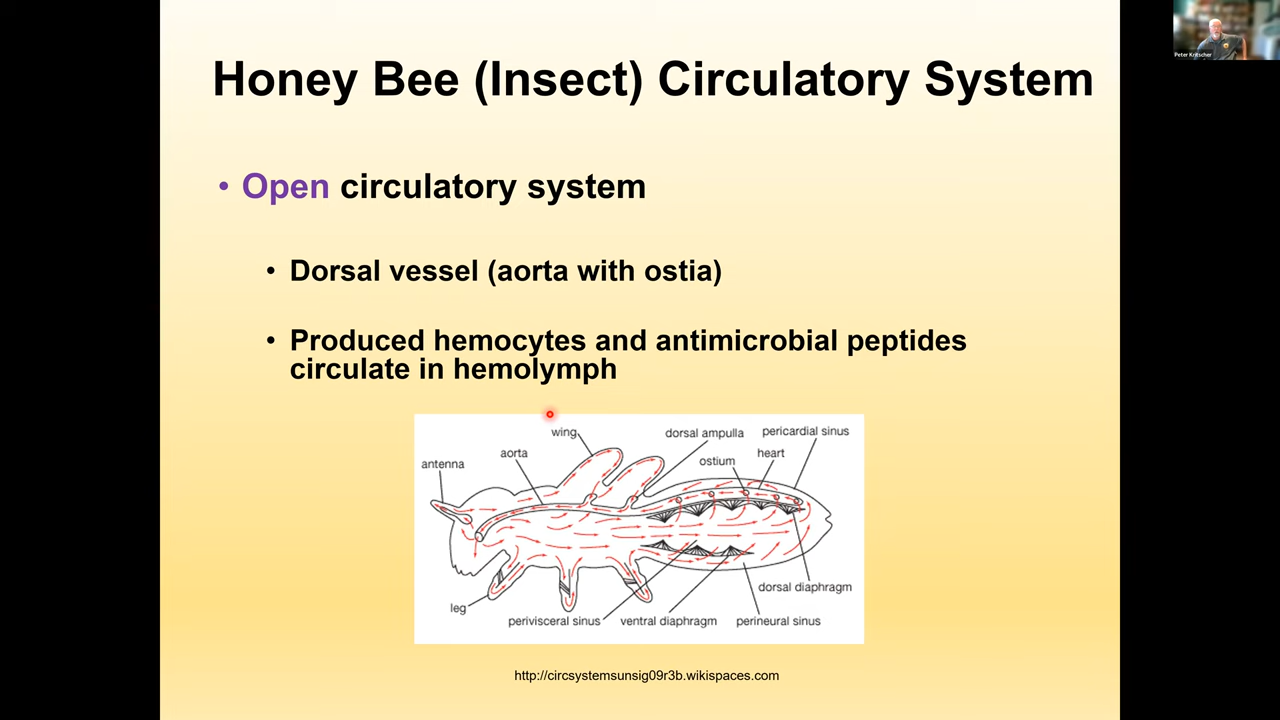 Peter Kritscher
Honey Bee (Insect) Circulatory System
• Open circulatory system
• Dorsal vessel (aorta with ostia)
• Produced hemocytes and antimicrobial peptides
circulate in hemolymph
wing
dorsal ampulla
pericardial sinus
antenna
aorta
ostium
heart
leg
perivisceral sinus
ventral diaphragm
perineural sinus
dorsal diaphragm
http://circsystemsunsig09r3b.wikispaces.com